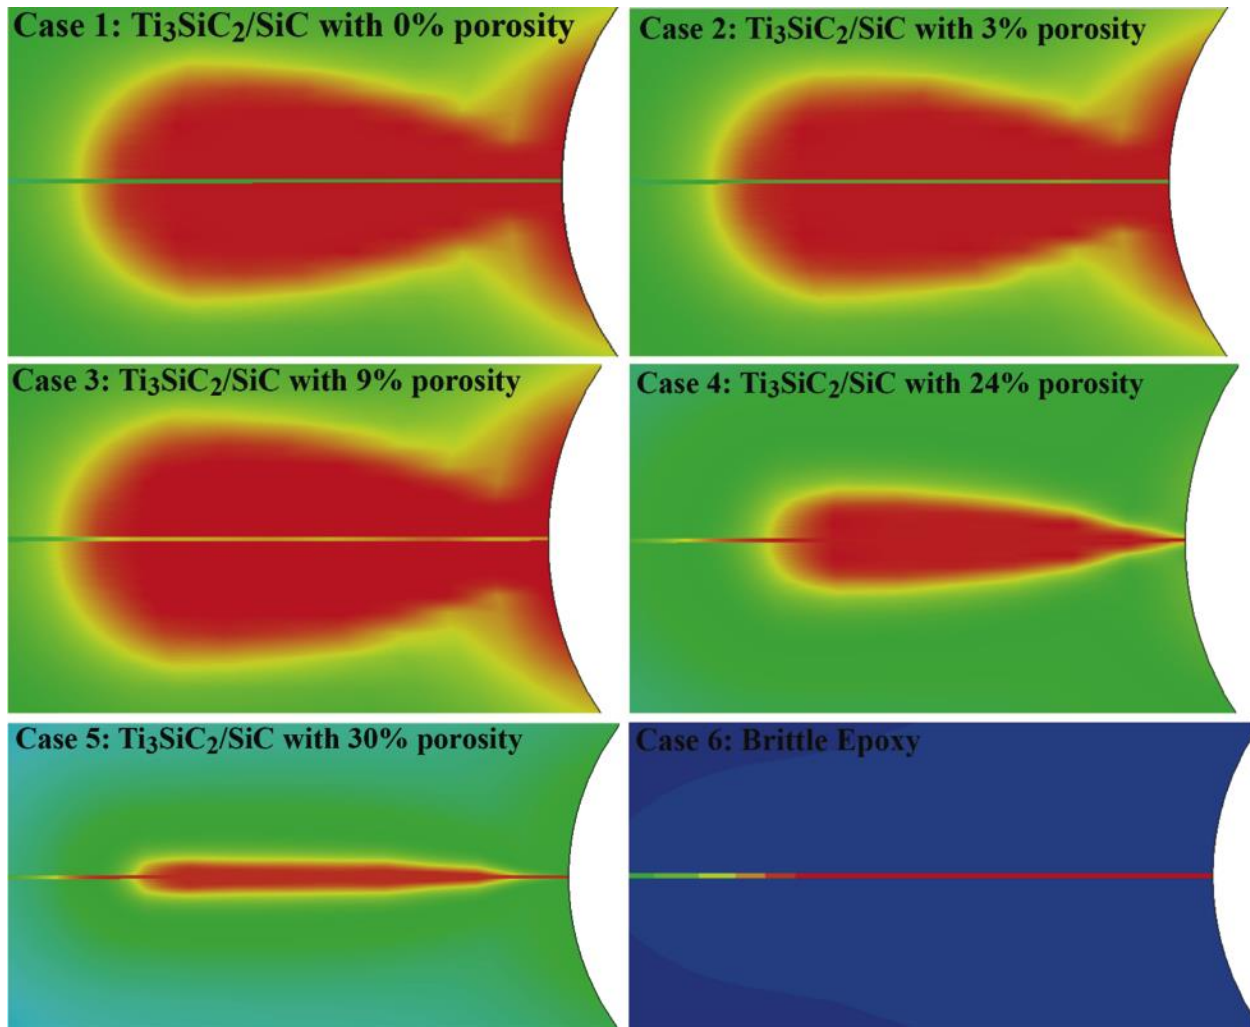 Case 1: Ti₃SiC₂/SiC with 0% porosity
Case 2: Ti₃SiC₂/SiC with 3% porosity
Case 3: Ti₃SiC₂/SiC with 9% porosity
Case 4: Ti₃SiC₂/SiC with 24% porosity
Case 5: Ti₃SiC₂/SiC with 30% porosity
Case 6: Brittle Epoxy